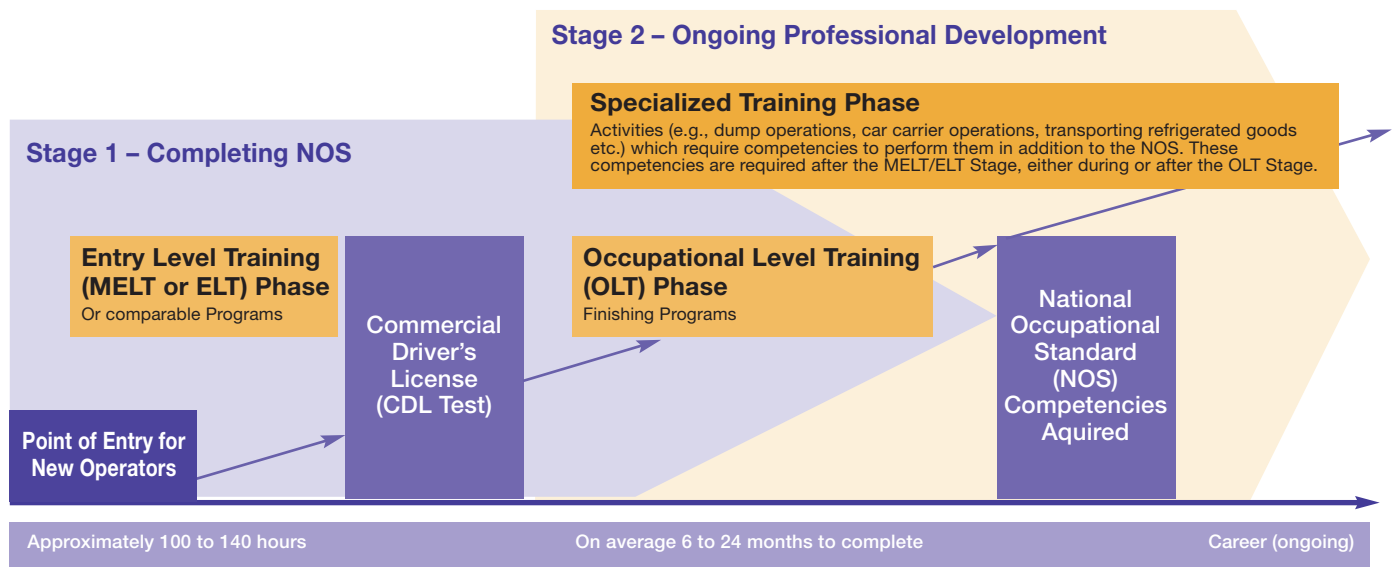 Stage 2 – Ongoing Professional Development
Specialized Training Phase
Activities (e.g., dump operations, car carrier operations, transporting refrigerated goods
etc.) which require competencies to perform them in addition to the NOS. These
competencies are required after the MELT/ELT Stage, either during or after the OLT Stage.
Stage 1 – Completing NOS
Entry Level Training
(MELT or ELT) Phase
Or comparable Programs
Commercial
Driver's
License
(CDL Test)
Occupational Level Training
(OLT) Phase
Finishing Programs
National
Occupational
Standard
(NOS)
Competencies
Aquired
Point of Entry for
New Operators
Approximately 100 to 140 hours
On average 6 to 24 months to complete
Career (ongoing)